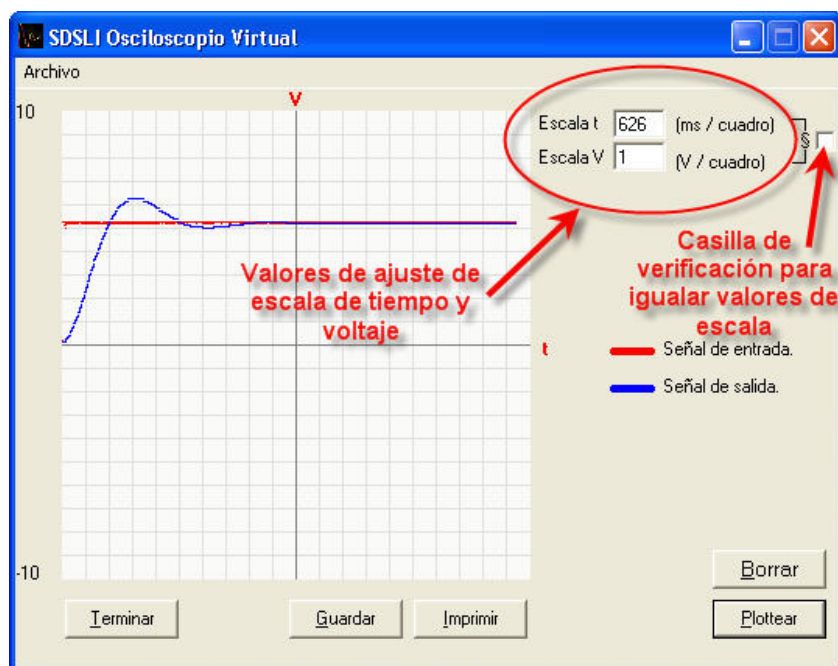 SDSLI Osciloscopio Virtual
Archivo
10
V
Escala t 626 (ms / cuadro)
Escala V 1 (V / cuadro)
§
Valores de ajuste de
escala de tiempo y
voltaje
Casilla de
verificación para
igualar valores de
escala
t
Señal de entrada.
Señal de salida.
-10
Borrar
Terminar
Guardar
Imprimir
Plottear